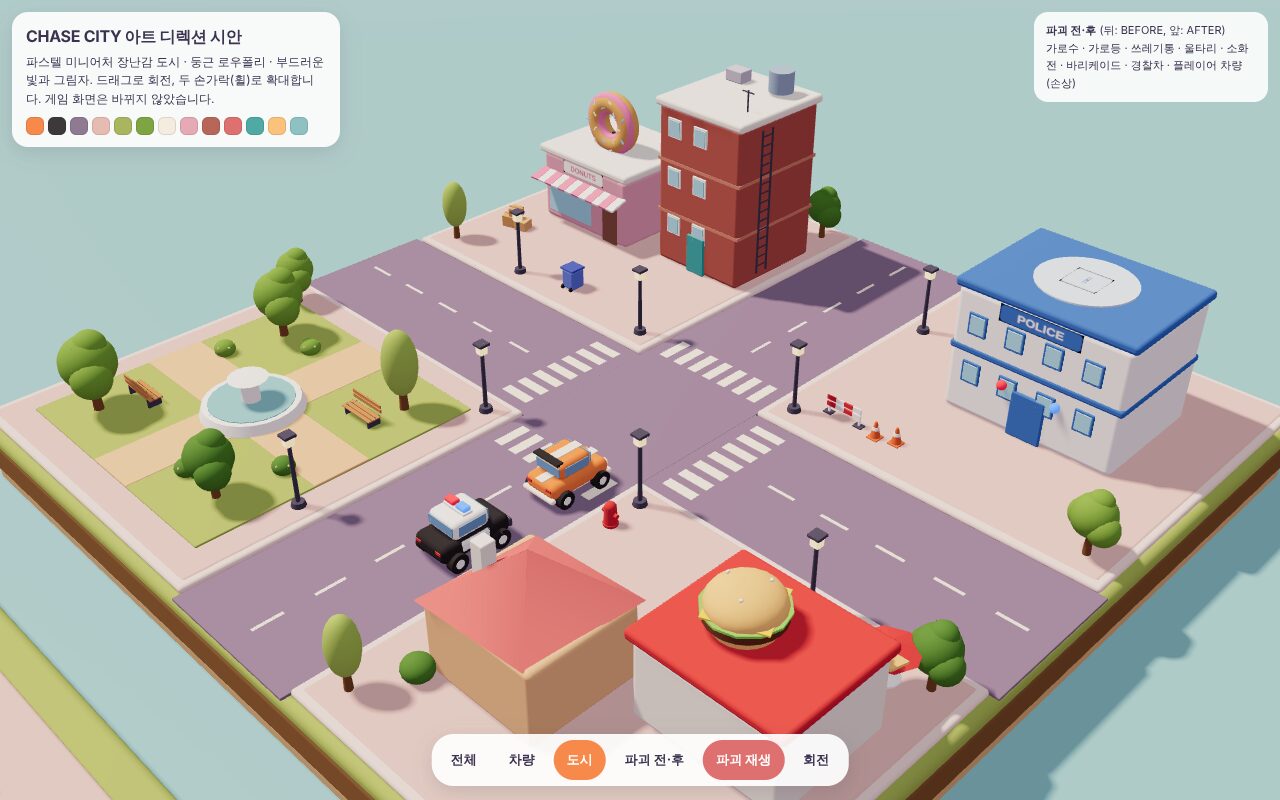 CHASE CITY 아트 디렉션 시안
파스텔 미니어처 장난감 도시 · 둥근 로우폴리 · 부드러운
빛과 그림자. 드래그로 회전, 두 손가락(휠)로 확대합니
다. 게임 화면은 바뀌지 않았습니다.
파괴 전·후 (뒤: BEFORE, 앞: AFTER)
가로수 · 가로등 · 쓰레기통 · 울타리 · 소화
전 · 바리케이드 · 경찰차 · 플레이어 차량
(손상)
DONUTS
POLICE
전체 차량 도시 파괴 전·후 파괴 재생 회전